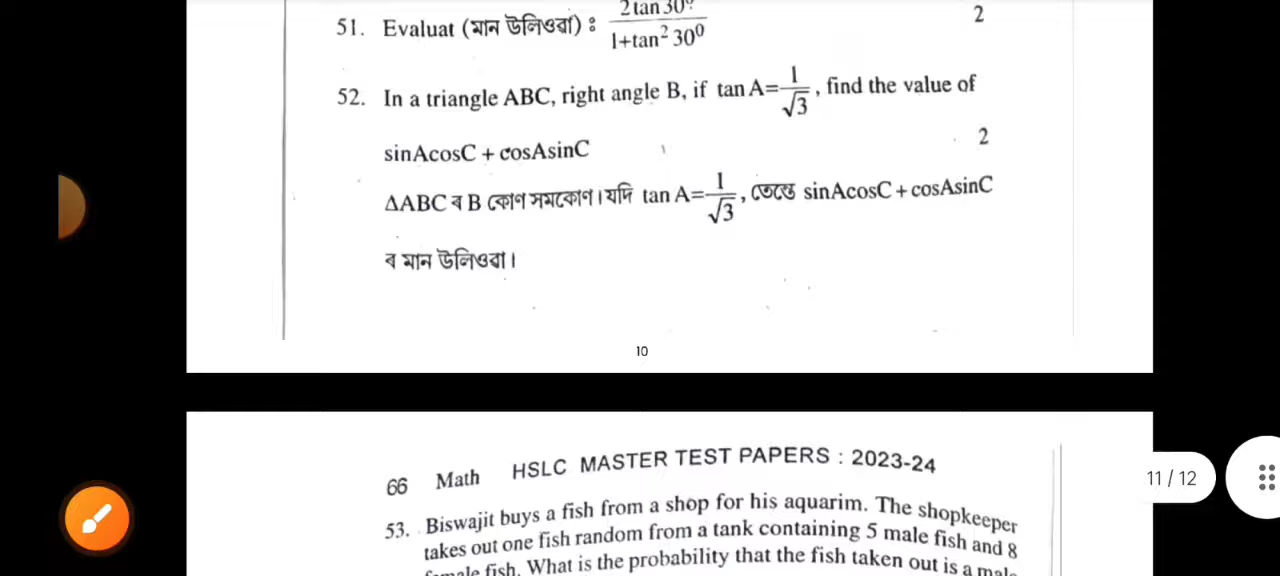 51. Evaluat (মান উলিওৱা) ঃ 2tan30° / 1+tan² 30⁰ 2
52. In a triangle ABC, right angle B, if tan A=1/√3, find the value of
sinAcosC + cosAsinC 2
ΔABC ৰ B কোণ সমকোণ। যদি tan A=1/√3, তেন্তে sinAcosC + cosAsinC
ৰ মান উলিওৱা।
10
66 Math HSLC MASTER TEST PAPERS : 2023-24
53. Biswajit buys a fish from a shop for his aquarim. The shopkeeper
takes out one fish random from a tank containing 5 male fish and 8
female fish. What is the probability that the fish taken out is a male
11 / 12